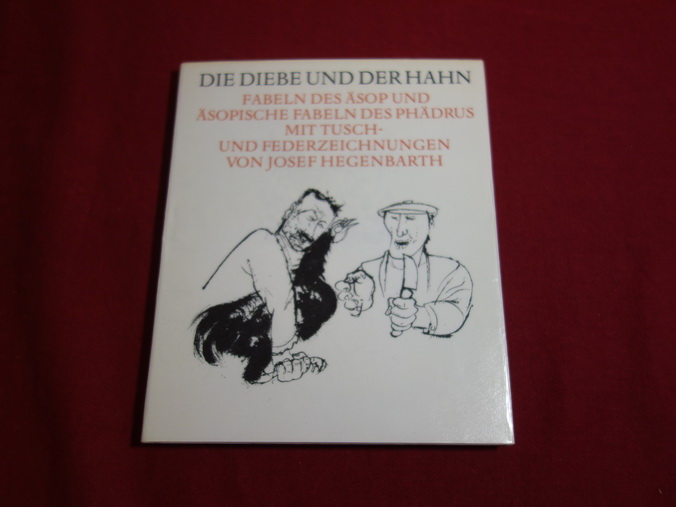 DIE DIEBE UND DER HAHN
FABELN DES ÄSOP UND
ÄSOPISCHE FABELN DES PHÄDRUS
MIT TUSCH-
UND FEDERZEICHNUNGEN
VON JOSEF HEGENBARTH